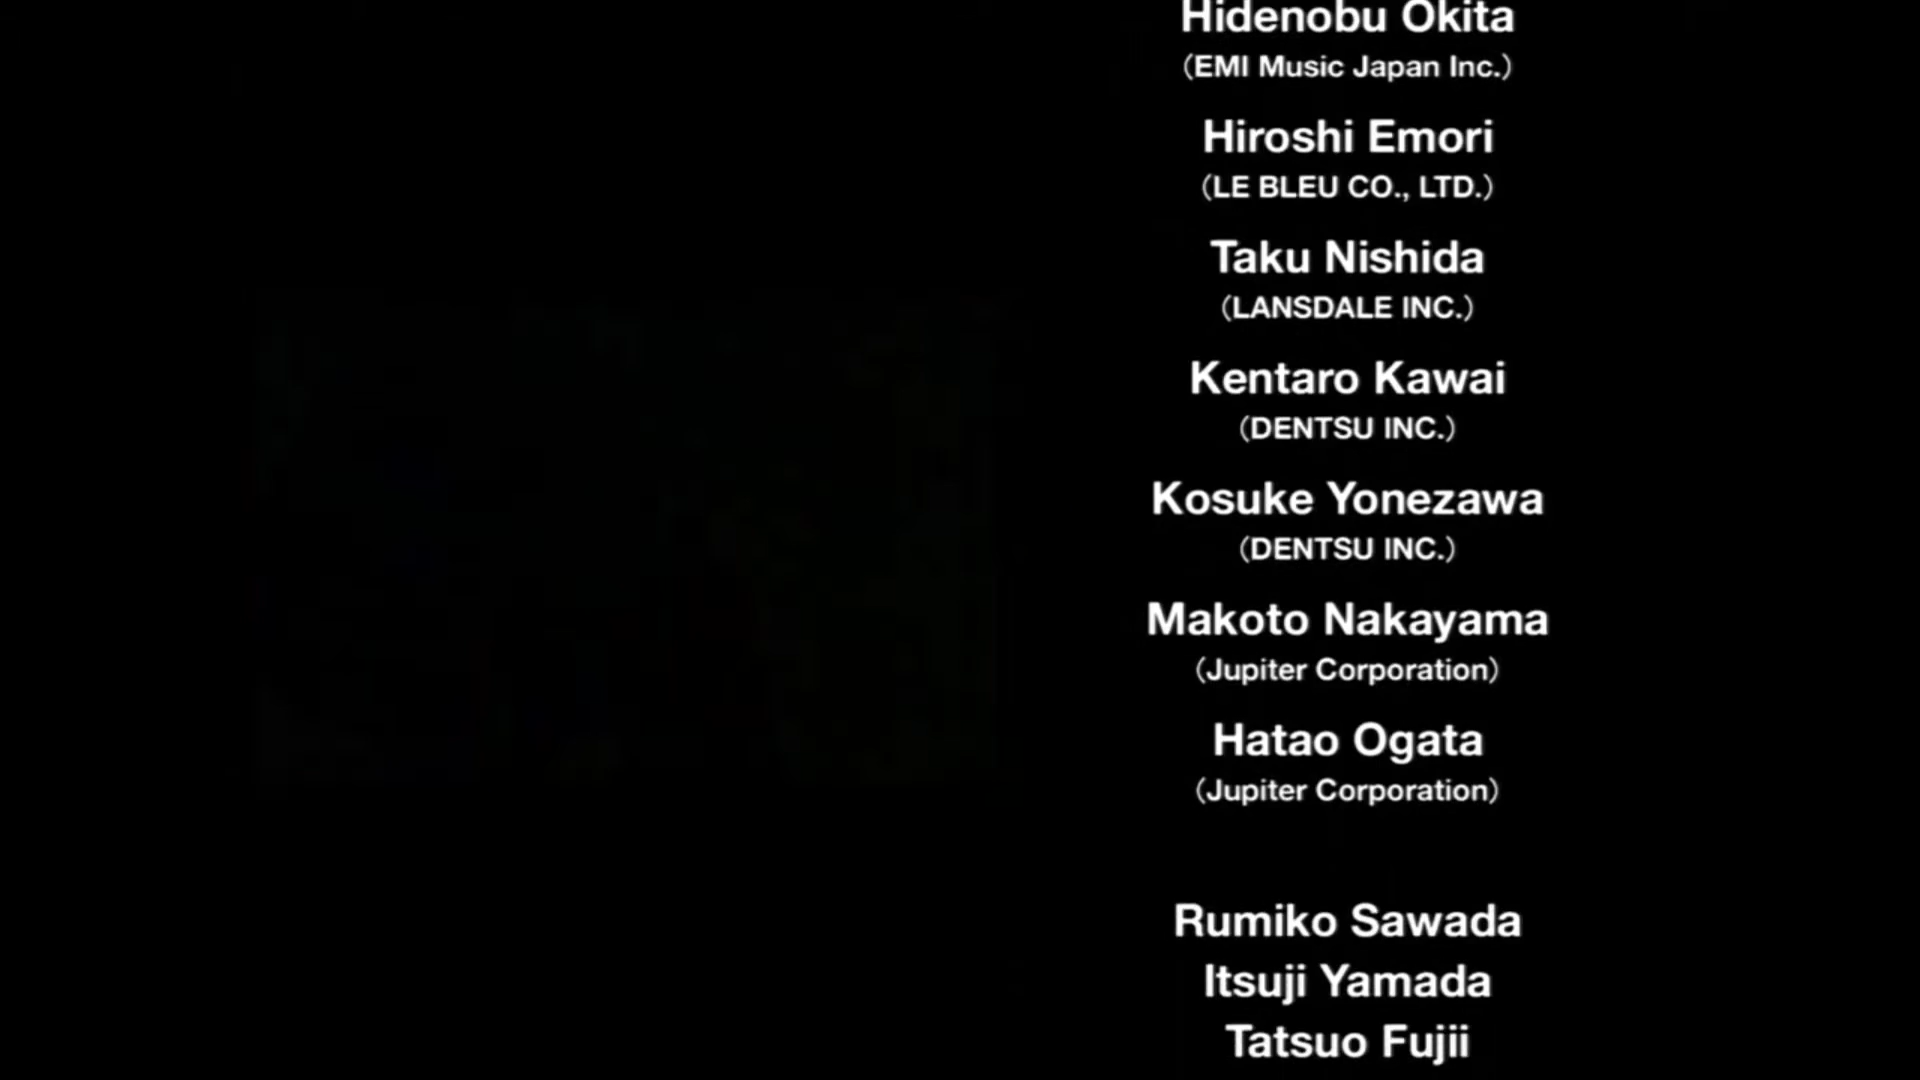 Hidenobu Okita
(EMI Music Japan Inc.)
Hiroshi Emori
(LE BLEU CO., LTD.)
Taku Nishida
(LANSDALE INC.)
Kentaro Kawai
(DENTSU INC.)
Kosuke Yonezawa
(DENTSU INC.)
Makoto Nakayama
(Jupiter Corporation)
Hatao Ogata
(Jupiter Corporation)
Rumiko Sawada
Itsuji Yamada
Tatsuo Fujii